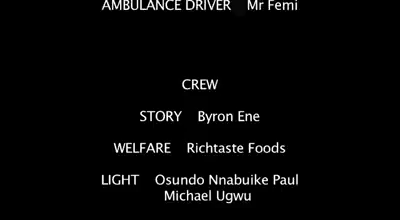 AMBULANCE DRIVER Mr Femi
CREW
STORY Byron Ene
WELFARE Richtaste Foods
LIGHT Osundo Nnabuike Paul
Michael Ugwu